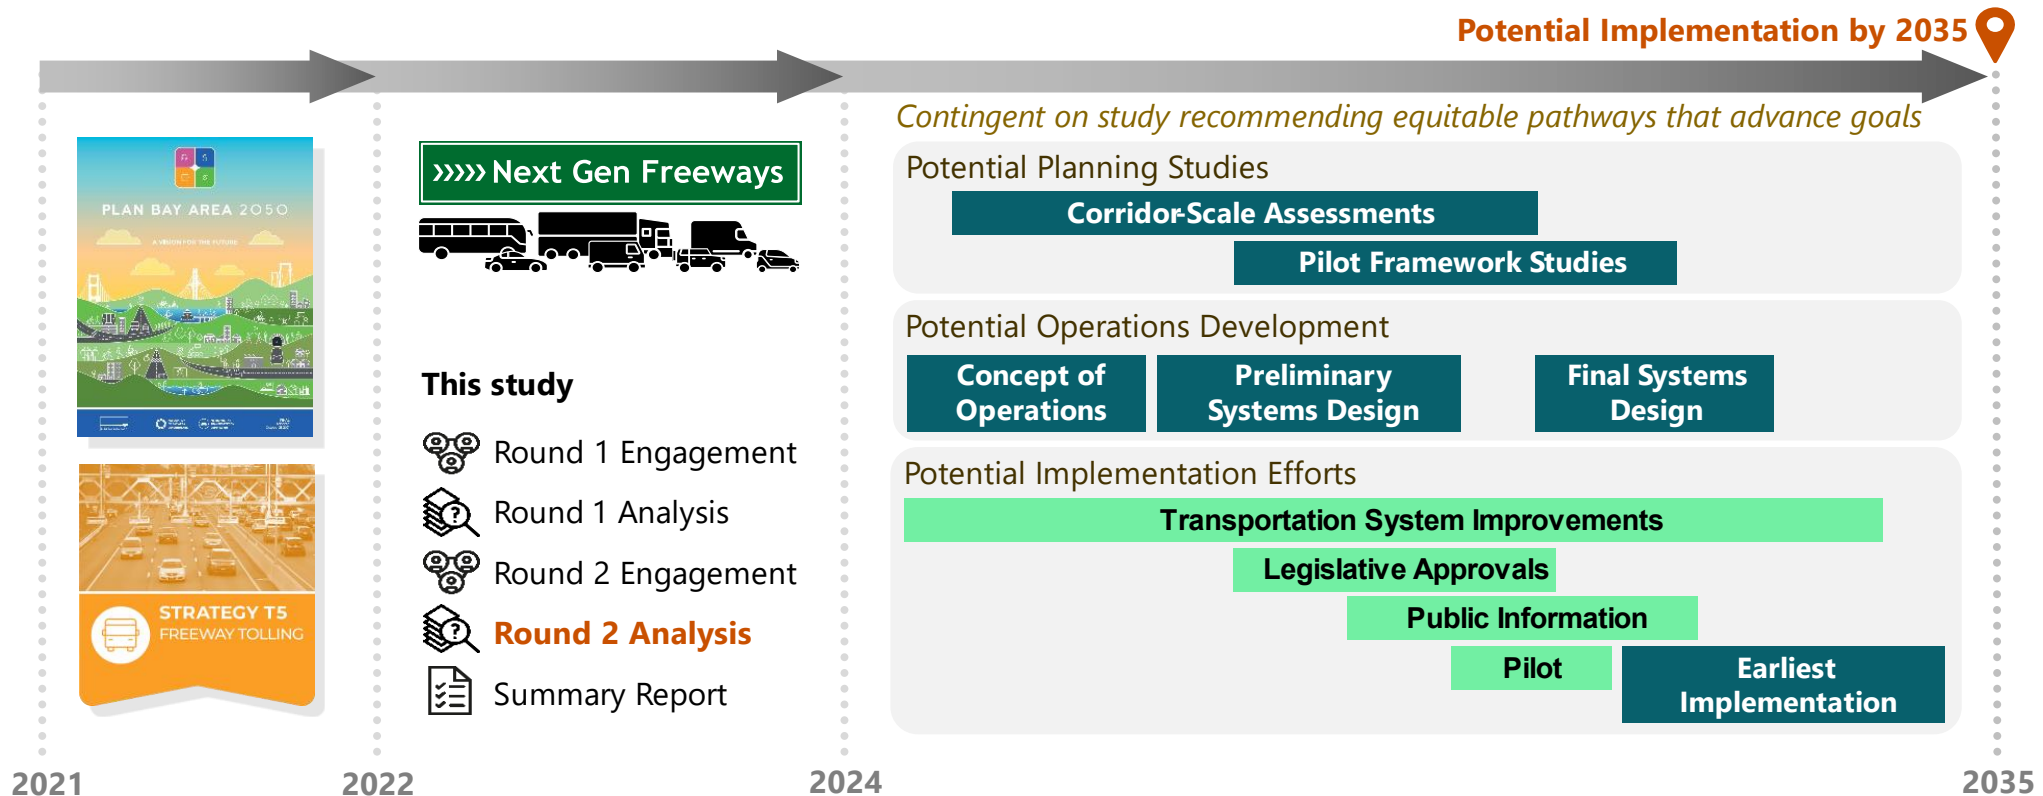 Potential Implementation by 2035
Contingent on study recommending equitable pathways that advance goals
PLAN BAY AREA 2050
A VISION FOR THE FUTURE
STRATEGY T5
FREEWAY TOLLING
››››› Next Gen Freeways
This study
Round 1 Engagement
Round 1 Analysis
Round 2 Engagement
Round 2 Analysis
Summary Report
Potential Planning Studies
Corridor-Scale Assessments
Pilot Framework Studies
Potential Operations Development
Concept of
Operations
Preliminary
Systems Design
Final Systems
Design
Potential Implementation Efforts
Transportation System Improvements
Legislative Approvals
Public Information
Pilot
Earliest
Implementation
2021
2022
2024
2035